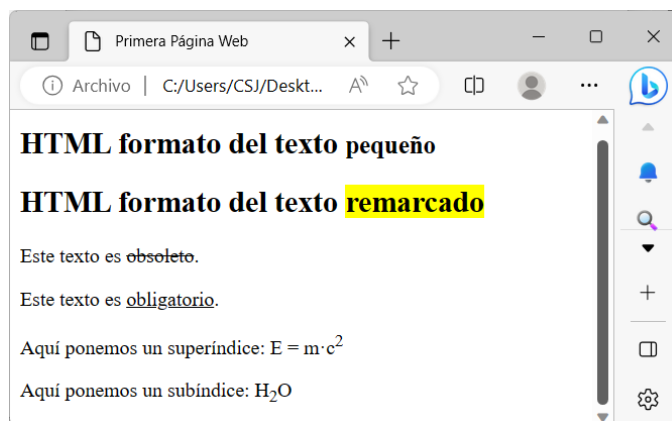 Primera Página Web
Archivo | C:/Users/CSJ/Deskt...
HTML formato del texto pequeño
HTML formato del texto remarcado
Este texto es obsoleto.
Este texto es obligatorio.
Aquí ponemos un superíndice: E = m·c²
Aquí ponemos un subíndice: H₂O